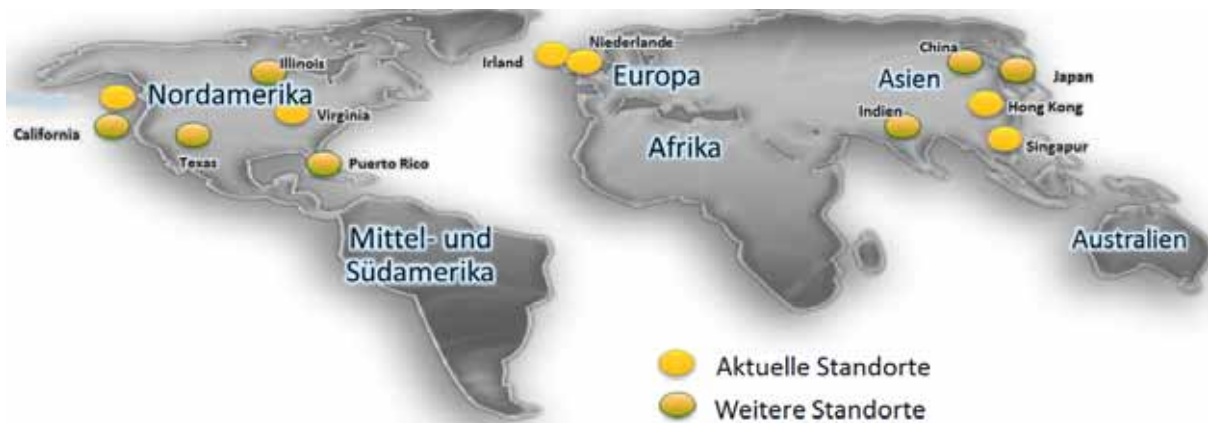 Illinois
Nordamerika
Virginia
California
Texas
Puerto Rico
Mittel- und
Südamerika
Irland
Niederlande
Europa
Afrika
China
Asien
Japan
Indien
Hong Kong
Singapur
Australien
Aktuelle Standorte
Weitere Standorte